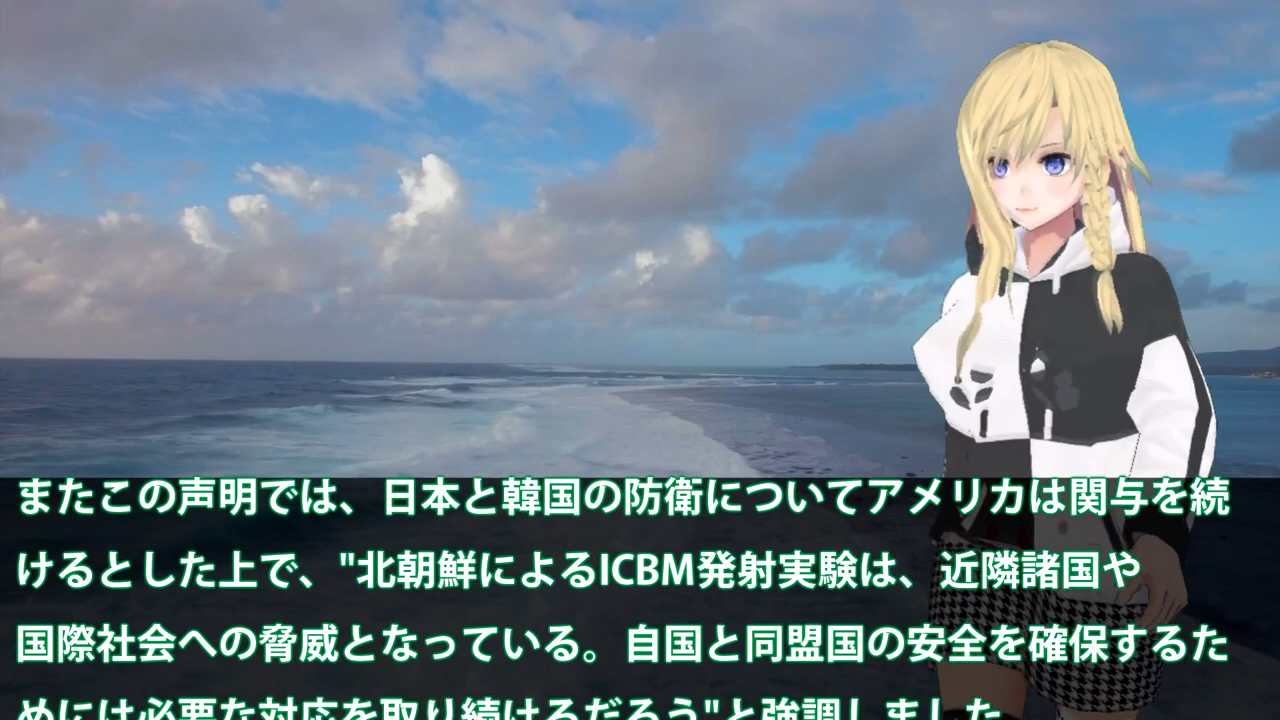 またこの声明では、日本と韓国の防衛についてアメリカは関与を続
けるとした上で、"北朝鮮によるICBM発射実験は、近隣諸国や
国際社会への脅威となっている。自国と同盟国の安全を確保するた
めには必要な対応を取り続けるだろう"と強調しました